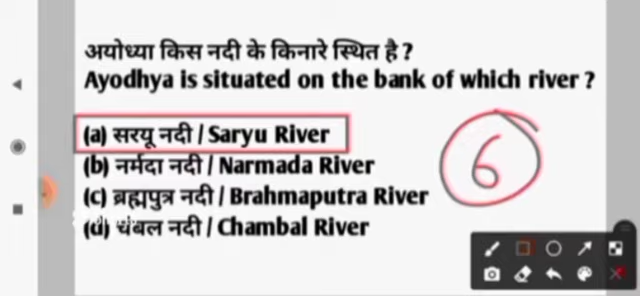 अयोध्या किस नदी के किनारे स्थित है ?
Ayodhya is situated on the bank of which river ?
(a) सरयू नदी / Saryu River
(b) नर्मदा नदी / Narmada River
(c) ब्रह्मपुत्र नदी / Brahmaputra River
(d) चंबल नदी / Chambal River
6